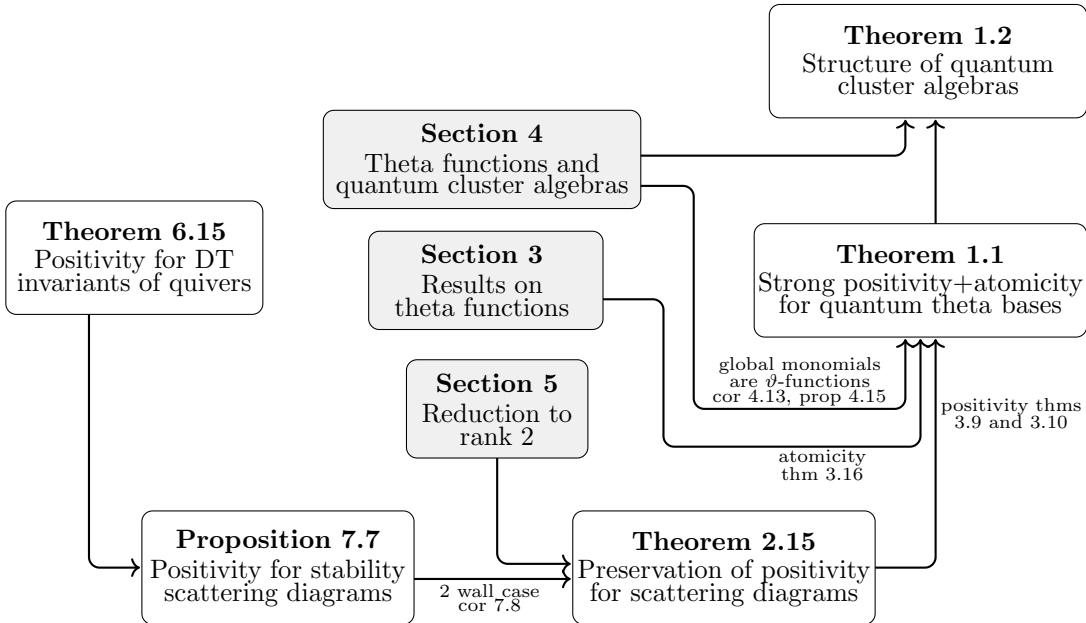 Theorem 1.2
Structure of quantum
cluster algebras
Section 4
Theta functions and
quantum cluster algebras
Theorem 6.15
Positivity for DT
invariants of quivers
Section 3
Results on
theta functions
Theorem 1.1
Strong positivity+atomicity
for quantum theta bases
Section 5
Reduction to
rank 2
global monomials
are ϑ-functions
cor 4.13, prop 4.15
positivity thms
3.9 and 3.10
atomicity
thm 3.16
Proposition 7.7
Positivity for stability
scattering diagrams
2 wall case
cor 7.8
Theorem 2.15
Preservation of positivity
for scattering diagrams